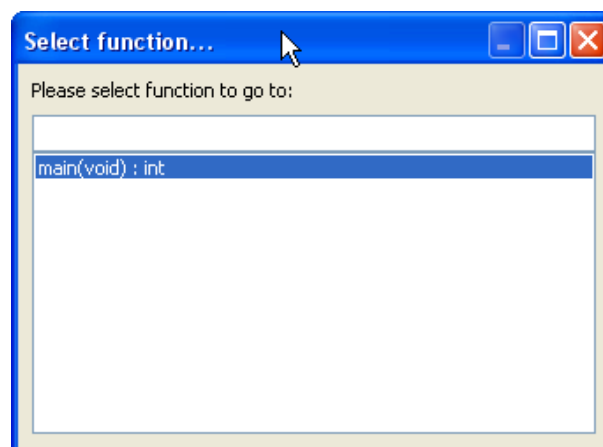 Select function...
Please select function to go to:
main(void) : int